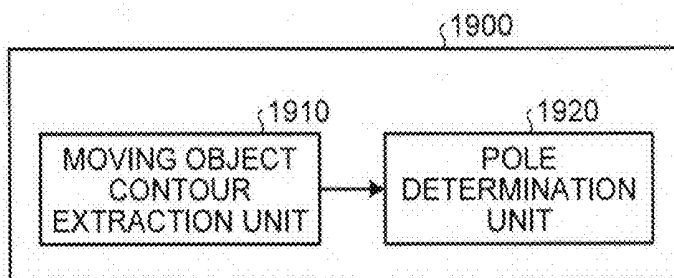 1900
1910
1920
MOVING OBJECT
CONTOUR
EXTRACTION UNIT
POLE
DETERMINATION
UNIT